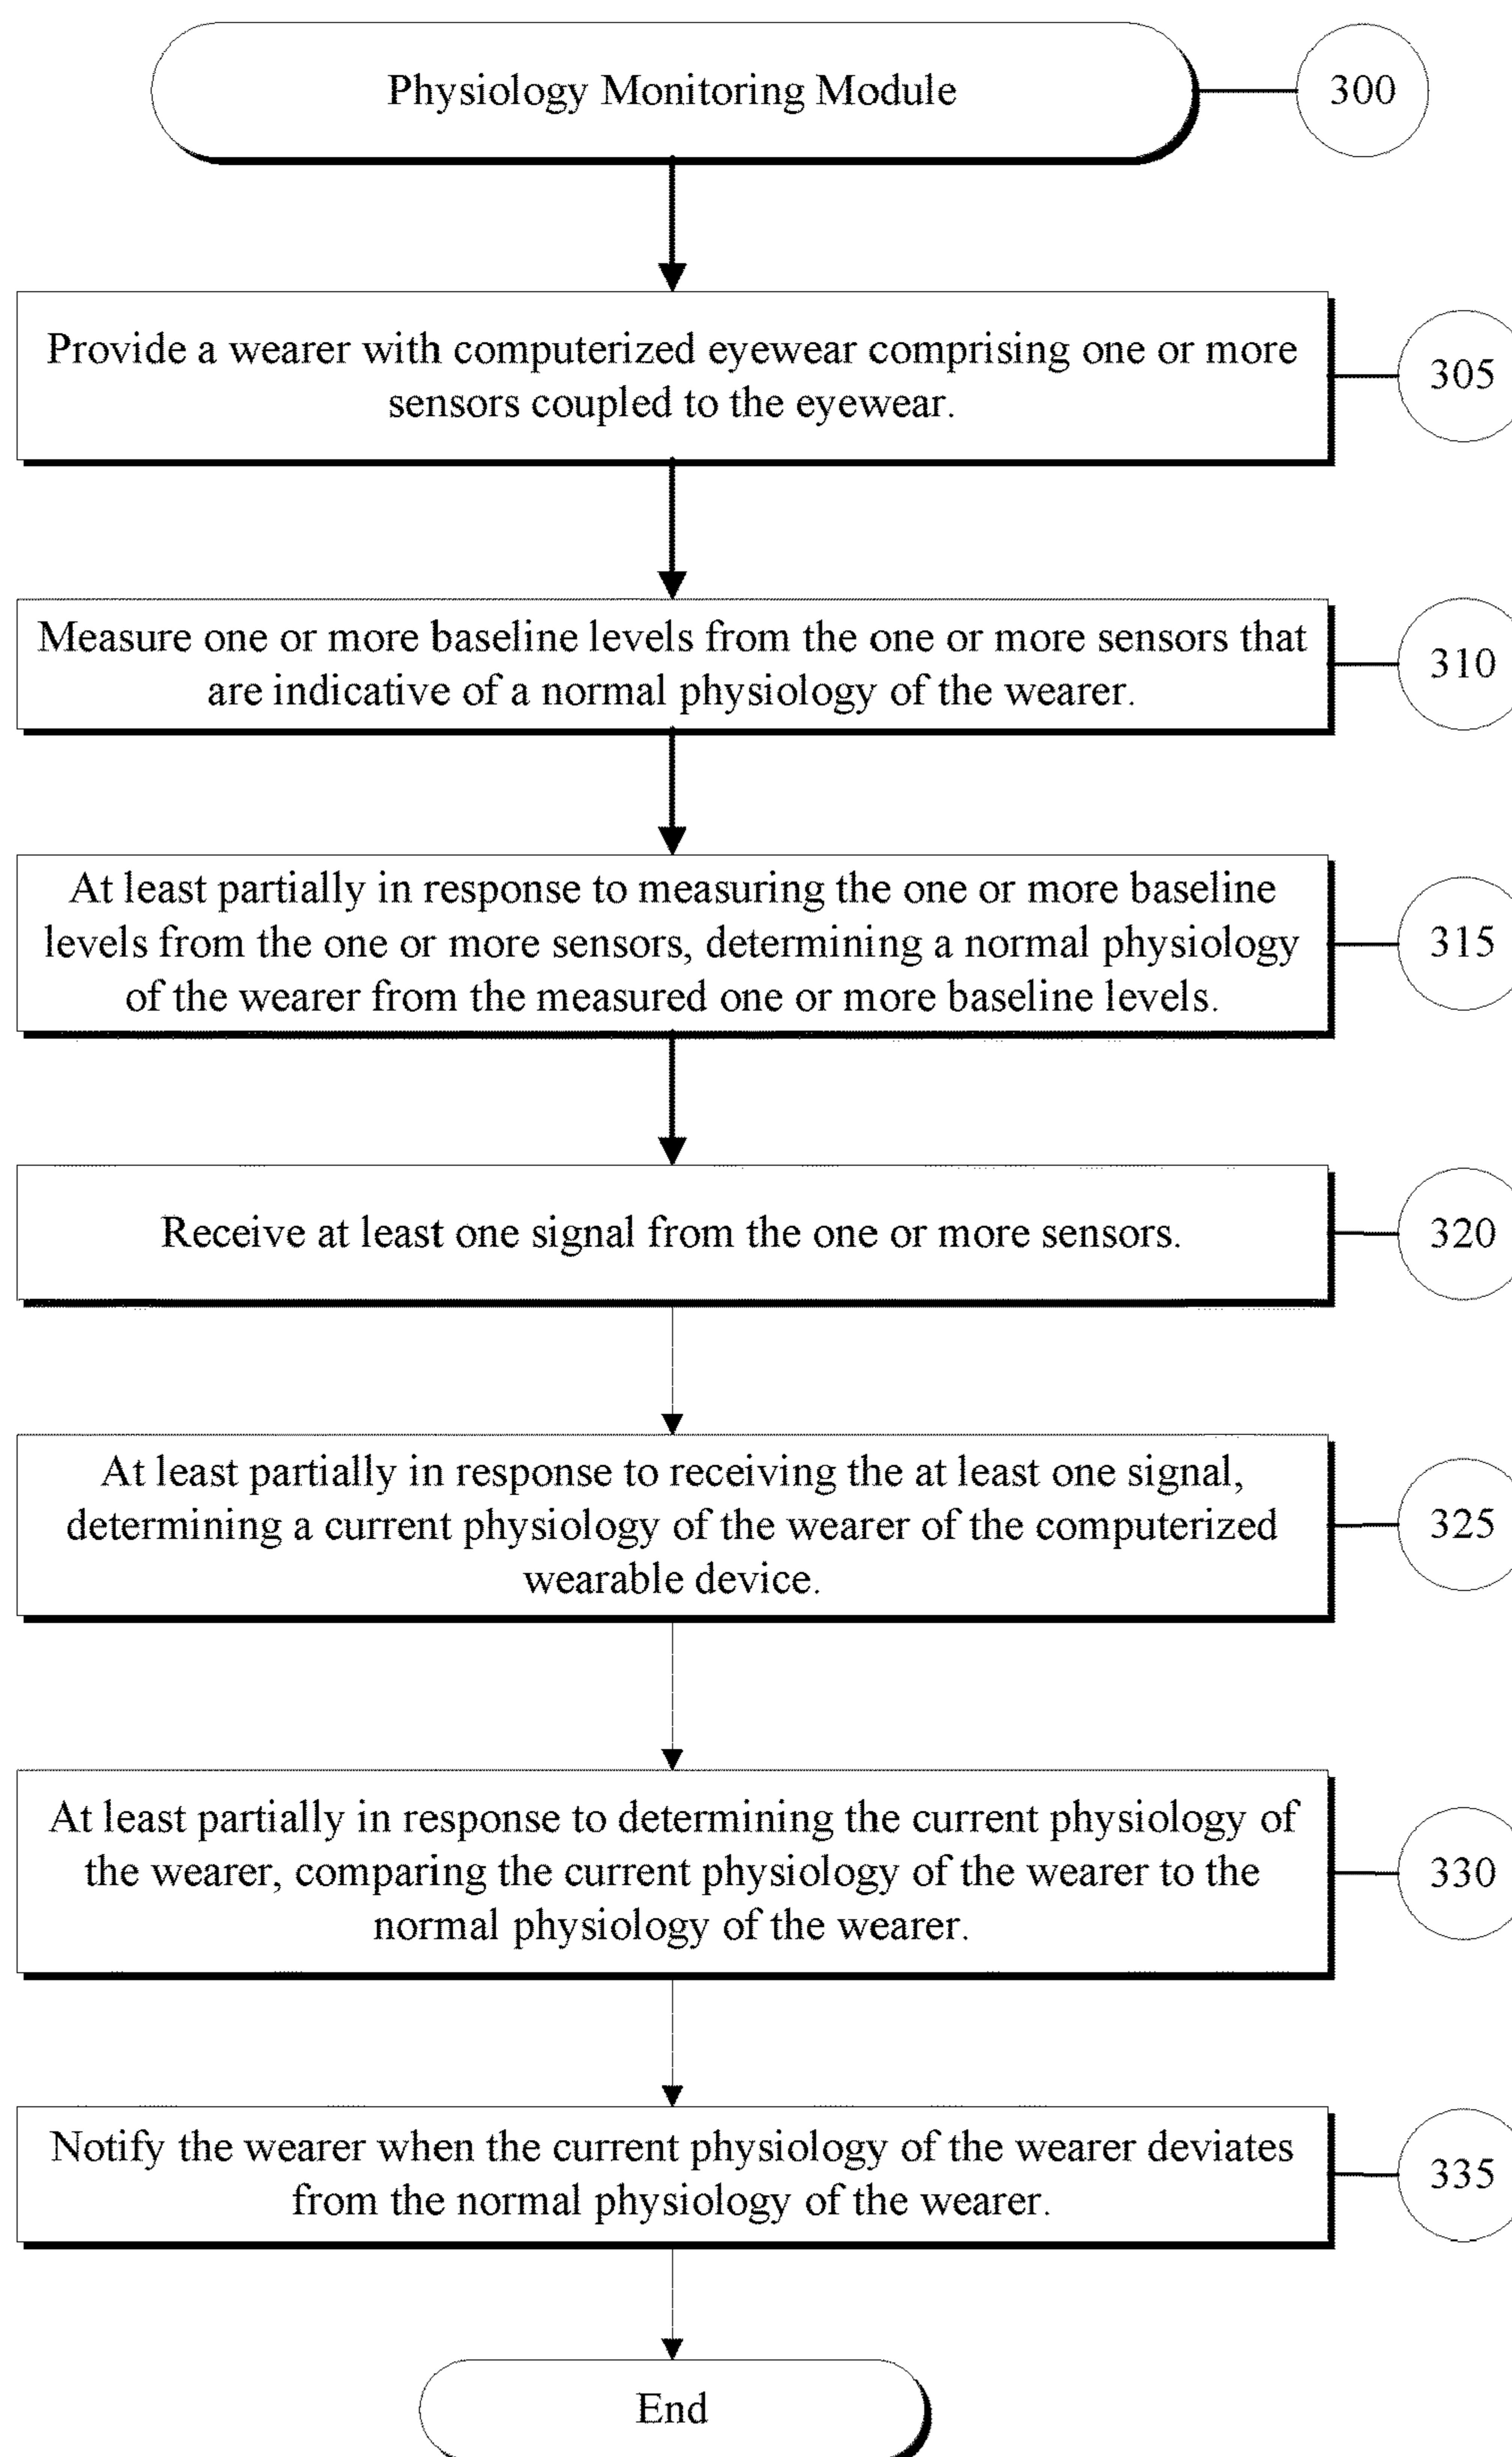 Physiology Monitoring Module
300
Provide a wearer with computerized eyewear comprising one or more
sensors coupled to the eyewear.
305
Measure one or more baseline levels from the one or more sensors that
are indicative of a normal physiology of the wearer.
310
At least partially in response to measuring the one or more baseline
levels from the one or more sensors, determining a normal physiology
of the wearer from the measured one or more baseline levels.
315
Receive at least one signal from the one or more sensors.
320
At least partially in response to receiving the at least one signal,
determining a current physiology of the wearer of the computerized
wearable device.
325
At least partially in response to determining the current physiology of
the wearer, comparing the current physiology of the wearer to the
normal physiology of the wearer.
330
Notify the wearer when the current physiology of the wearer deviates
from the normal physiology of the wearer.
335
End